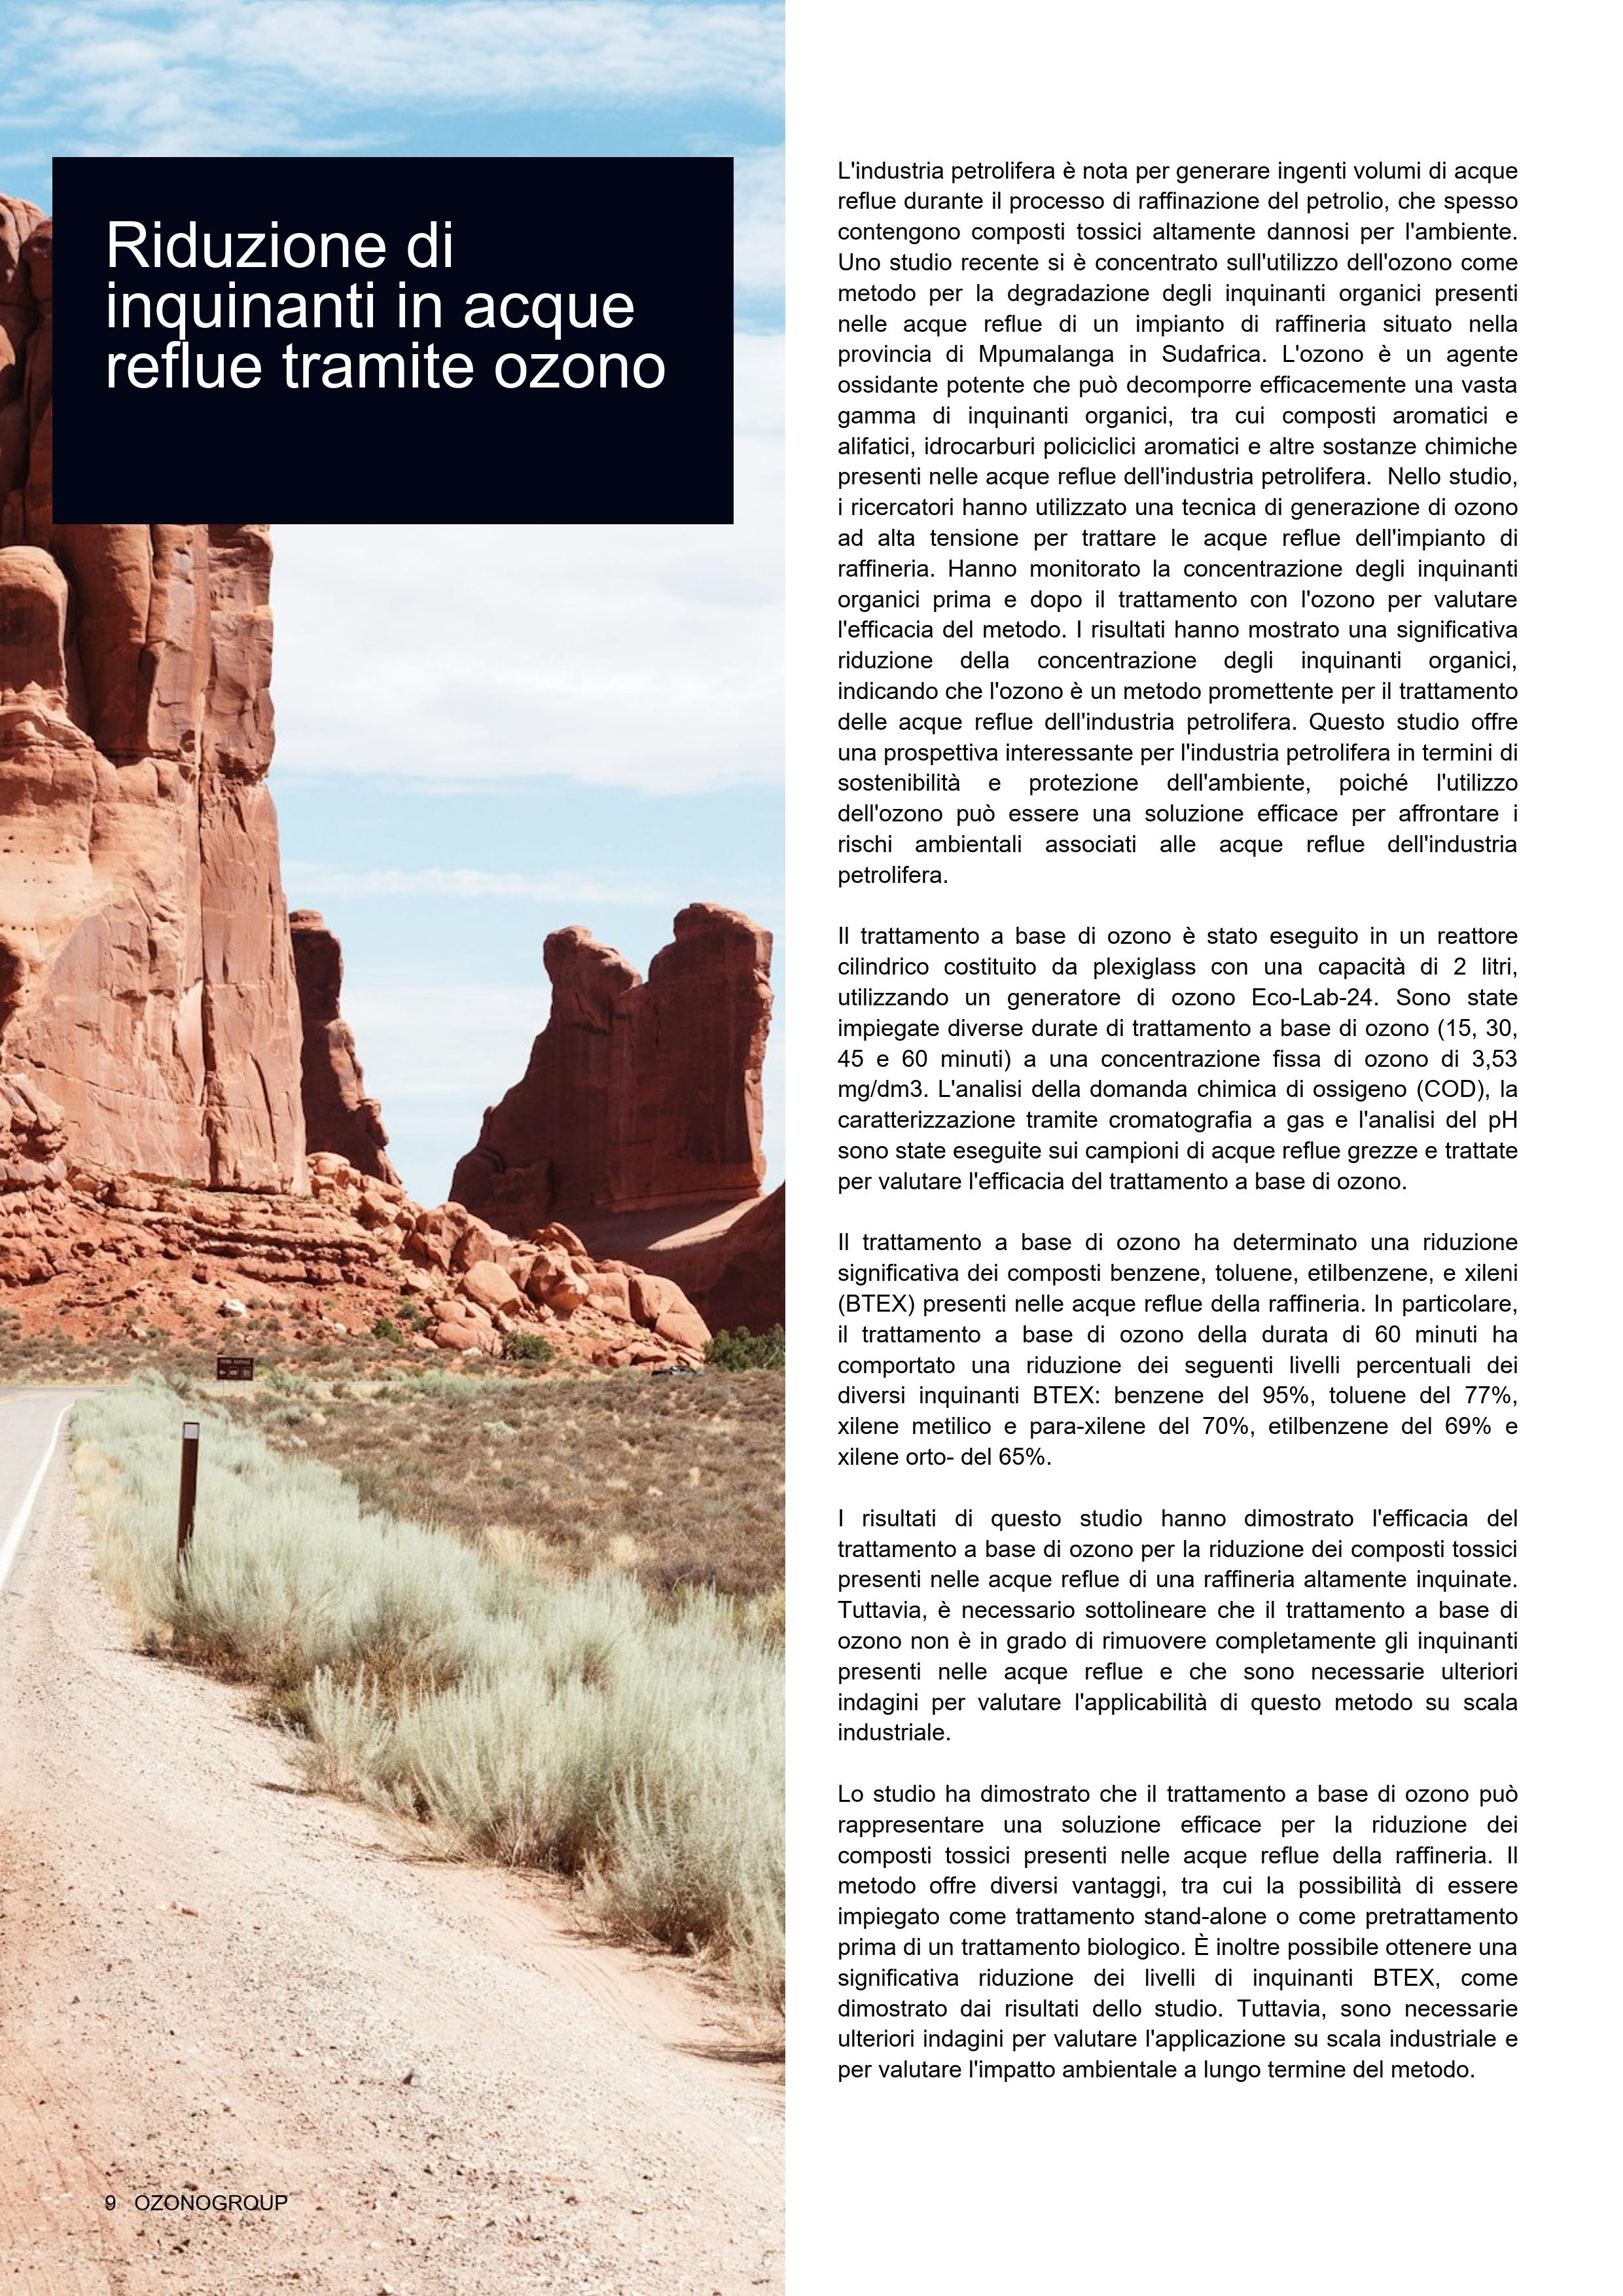 Riduzione di
inquinanti in acque
reflue tramite ozono
L'industria petrolifera è nota per generare ingenti volumi di acque
reflue durante il processo di raffinazione del petrolio, che spesso
contengono composti tossici altamente dannosi per l'ambiente.
Uno studio recente si è concentrato sull'utilizzo dell'ozono come
metodo per la degradazione degli inquinanti organici presenti
nelle acque reflue di un impianto di raffineria situato nella
provincia di Mpumalanga in Sudafrica. L'ozono è un agente
ossidante potente che può decomporre efficacemente una vasta
gamma di inquinanti organici, tra cui composti aromatici e
alifatici, idrocarburi policiclici aromatici e altre sostanze chimiche
presenti nelle acque reflue dell'industria petrolifera. Nello studio,
i ricercatori hanno utilizzato una tecnica di generazione di ozono
ad alta tensione per trattare le acque reflue dell'impianto di
raffineria. Hanno monitorato la concentrazione degli inquinanti
organici prima e dopo il trattamento con l'ozono per valutare
l'efficacia del metodo. I risultati hanno mostrato una significativa
riduzione della concentrazione degli inquinanti organici,
indicando che l'ozono è un metodo promettente per il trattamento
delle acque reflue dell'industria petrolifera. Questo studio offre
una prospettiva interessante per l'industria petrolifera in termini di
sostenibilità e protezione dell'ambiente, poiché l'utilizzo
dell'ozono può essere una soluzione efficace per affrontare i
rischi ambientali associati alle acque reflue dell'industria
petrolifera.
Il trattamento a base di ozono è stato eseguito in un reattore
cilindrico costituito da plexiglass con una capacità di 2 litri,
utilizzando un generatore di ozono Eco-Lab-24. Sono state
impiegate diverse durate di trattamento a base di ozono (15, 30,
45 e 60 minuti) a una concentrazione fissa di ozono di 3,53
mg/dm3. L'analisi della domanda chimica di ossigeno (COD), la
caratterizzazione tramite cromatografia a gas e l'analisi del pH
sono state eseguite sui campioni di acque reflue grezze e trattate
per valutare l'efficacia del trattamento a base di ozono.
Il trattamento a base di ozono ha determinato una riduzione
significativa dei composti benzene, toluene, etilbenzene, e xileni
(BTEX) presenti nelle acque reflue della raffineria. In particolare,
il trattamento a base di ozono della durata di 60 minuti ha
comportato una riduzione dei seguenti livelli percentuali dei
diversi inquinanti BTEX: benzene del 95%, toluene del 77%,
xilene metilico e para-xilene del 70%, etilbenzene del 69% e
xilene orto- del 65%.
I risultati di questo studio hanno dimostrato l'efficacia del
trattamento a base di ozono per la riduzione dei composti tossici
presenti nelle acque reflue di una raffineria altamente inquinate.
Tuttavia, è necessario sottolineare che il trattamento a base di
ozono non è in grado di rimuovere completamente gli inquinanti
presenti nelle acque reflue e che sono necessarie ulteriori
indagini per valutare l'applicabilità di questo metodo su scala
industriale.
Lo studio ha dimostrato che il trattamento a base di ozono può
rappresentare una soluzione efficace per la riduzione dei
composti tossici presenti nelle acque reflue della raffineria. Il
metodo offre diversi vantaggi, tra cui la possibilità di essere
impiegato come trattamento stand-alone o come pretrattamento
prima di un trattamento biologico. È inoltre possibile ottenere una
significativa riduzione dei livelli di inquinanti BTEX, come
dimostrato dai risultati dello studio. Tuttavia, sono necessarie
ulteriori indagini per valutare l'applicazione su scala industriale e
per valutare l'impatto ambientale a lungo termine del metodo.
9 OZONOGROUP